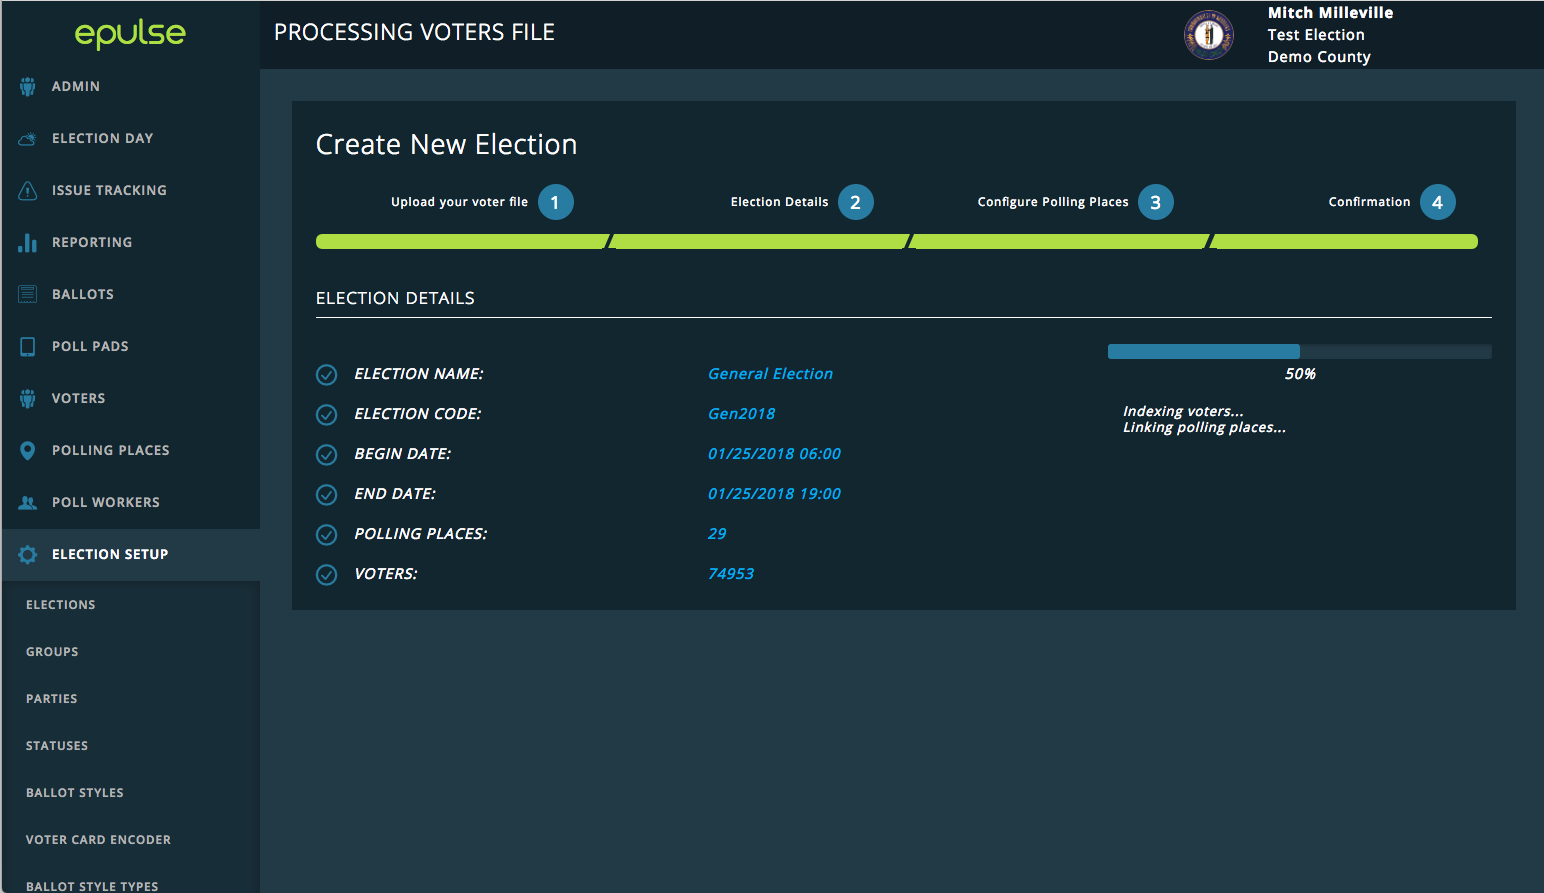 epulse
PROCESSING VOTERS FILE
Mitch Milleville
Test Election
Demo County
ADMIN
ELECTION DAY
ISSUE TRACKING
REPORTING
BALLOTS
POLL PADS
VOTERS
POLLING PLACES
POLL WORKERS
ELECTION SETUP
ELECTIONS
GROUPS
PARTIES
STATUSES
BALLOT STYLES
VOTER CARD ENCODER
BALLOT STYLE TYPES
Create New Election
Upload your voter file 1
Election Details 2
Configure Polling Places 3
Confirmation 4
ELECTION DETAILS
ELECTION NAME: General Election
ELECTION CODE: Gen2018
BEGIN DATE: 01/25/2018 06:00
END DATE: 01/25/2018 19:00
POLLING PLACES: 29
VOTERS: 74953
50%
Indexing voters...
Linking polling places...